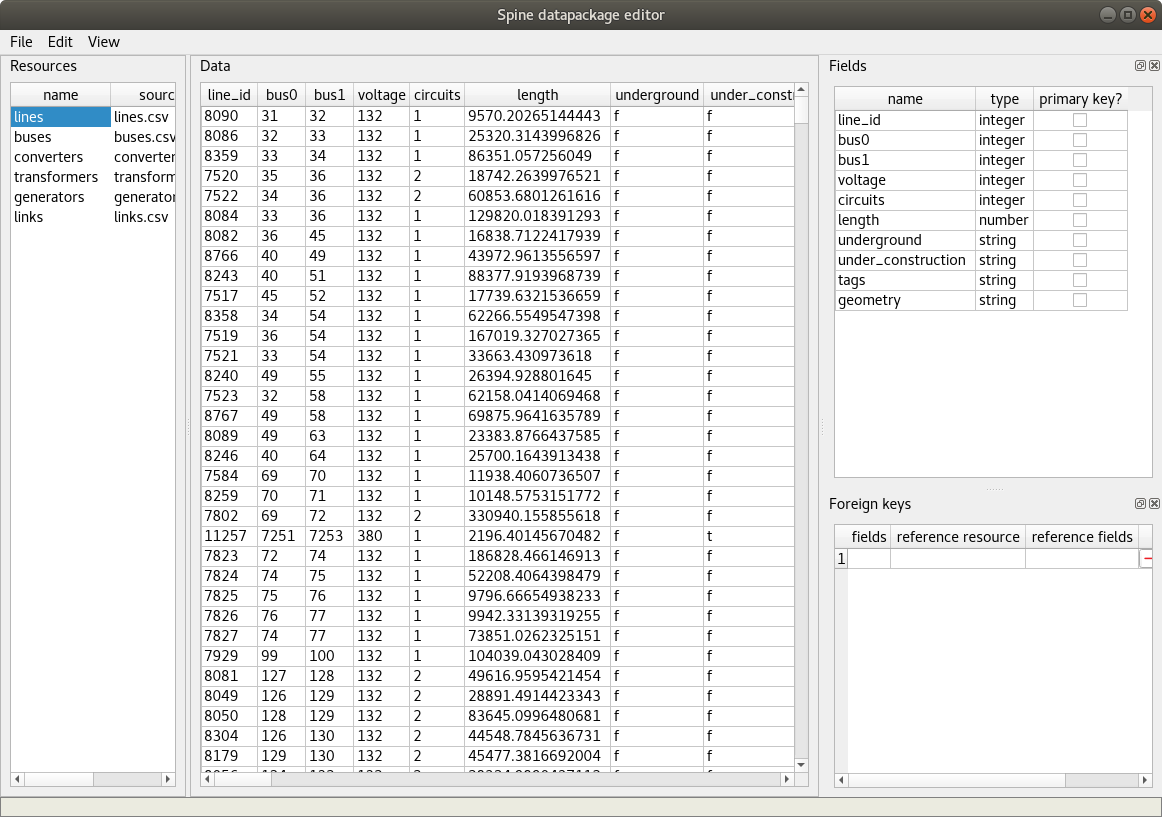 Spine datapackage editor
File Edit View
Resources
name sourc
lines lines.csv
buses buses.csv
converters converter
transformers transform
generators generator
links links.csv
Data
line_id bus0 bus1 voltage circuits length underground under_constr
8090 31 32 132 1 9570.20265144443 f f
8086 32 33 132 1 25320.3143996826 f f
8359 33 34 132 1 86351.057256049 f f
7520 35 36 132 2 18742.2639976521 f f
7522 34 36 132 2 60853.6801261616 f f
8084 33 36 132 1 129820.018391293 f f
8082 36 45 132 1 16838.7122417939 f f
8766 40 49 132 1 43972.9613556597 f f
8243 40 51 132 1 88377.9193968739 f f
7517 45 52 132 1 17739.6321536659 f f
8358 34 54 132 1 62266.5549547398 f f
7519 36 54 132 1 167019.327027365 f f
7521 33 54 132 1 33663.430973618 f f
8240 49 55 132 1 26394.928801645 f f
7523 32 58 132 1 62158.0414069468 f f
8767 49 58 132 1 69875.9641635789 f f
8089 49 63 132 1 23383.8766437585 f f
8246 40 64 132 1 25700.1643913438 f f
7584 69 70 132 1 11938.4060736507 f f
8259 70 71 132 1 10148.5753151772 f f
7802 69 72 132 2 330940.155855618 f f
11257 7251 7253 380 1 2196.40145670482 f t
7823 72 74 132 1 186828.466146913 f f
7824 74 75 132 1 52208.4064398479 f f
7825 75 76 132 1 9796.66654938233 f f
7826 76 77 132 1 9942.33139319255 f f
7827 74 77 132 1 73851.0262325151 f f
7929 99 100 132 1 104039.043028409 f f
8081 127 128 132 2 49616.9595421454 f f
8049 126 129 132 2 28891.4914423343 f f
8050 128 129 132 2 83645.0996480681 f f
8304 126 130 132 2 44548.7845636731 f f
8179 129 130 132 2 45477.3816692004 f f
Fields
name type primary key?
line_id integer
bus0 integer
bus1 integer
voltage integer
circuits integer
length number
underground string
under_construction string
tags string
geometry string
Foreign keys
fields reference resource reference fields
1